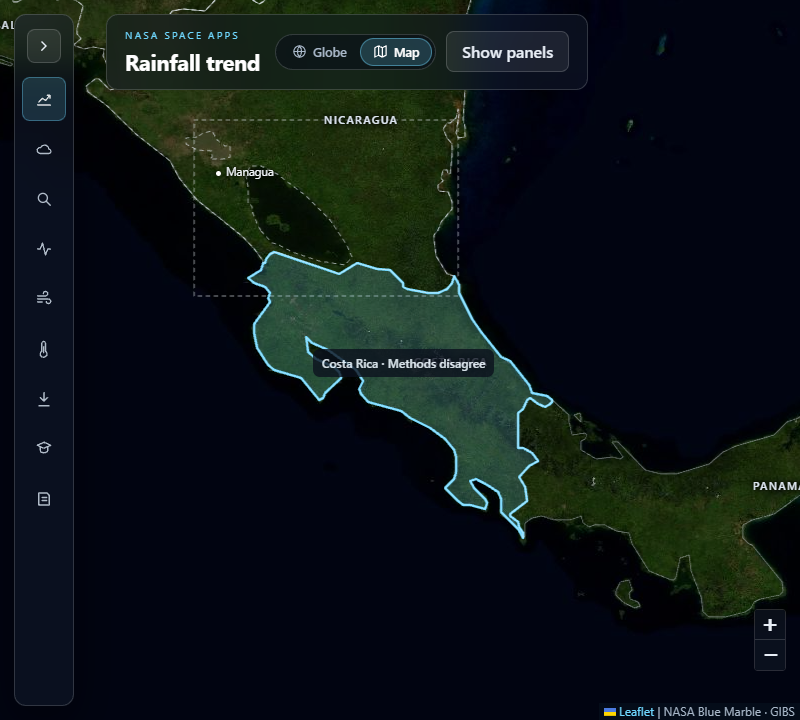 NASA SPACE APPS
Rainfall trend
Globe
Map
Show panels
NICARAGUA
Managua
Costa Rica · Methods disagree
PANAMA
+
−
Leaflet | NASA Blue Marble · GIBS